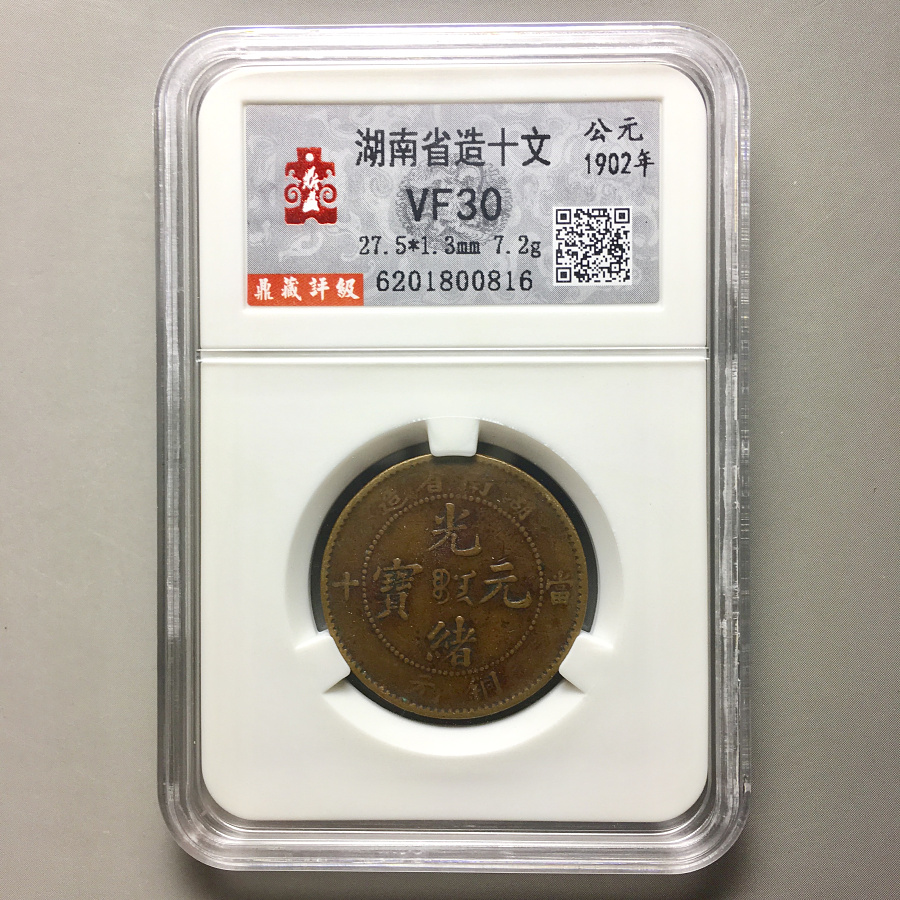 湖南省造十文
公元
1902年
VF30
27.5*1.3mm 7.2g
鼎藏評級
6201800816
湖南省造
光緒元寶
當十
銅元